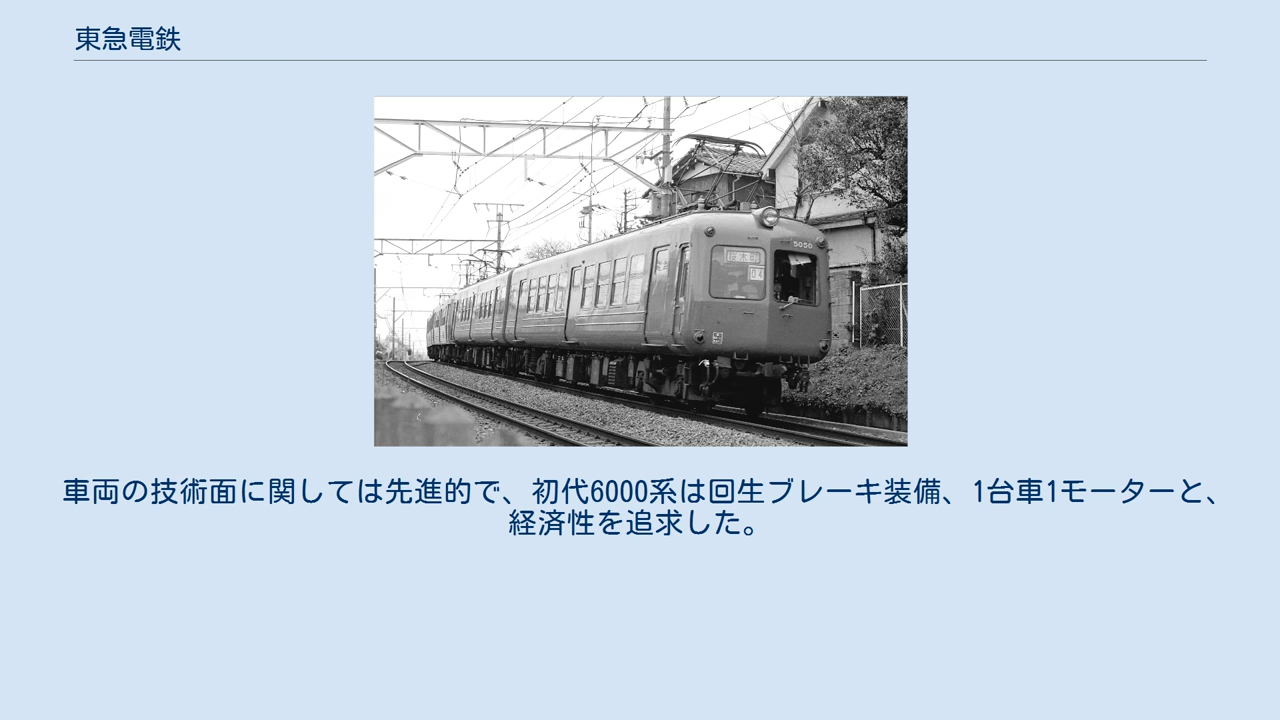 東急電鉄
5050
車両の技術面に関しては先進的で、初代6000系は回生ブレーキ装備、1台車1モーターと、
経済性を追求した。